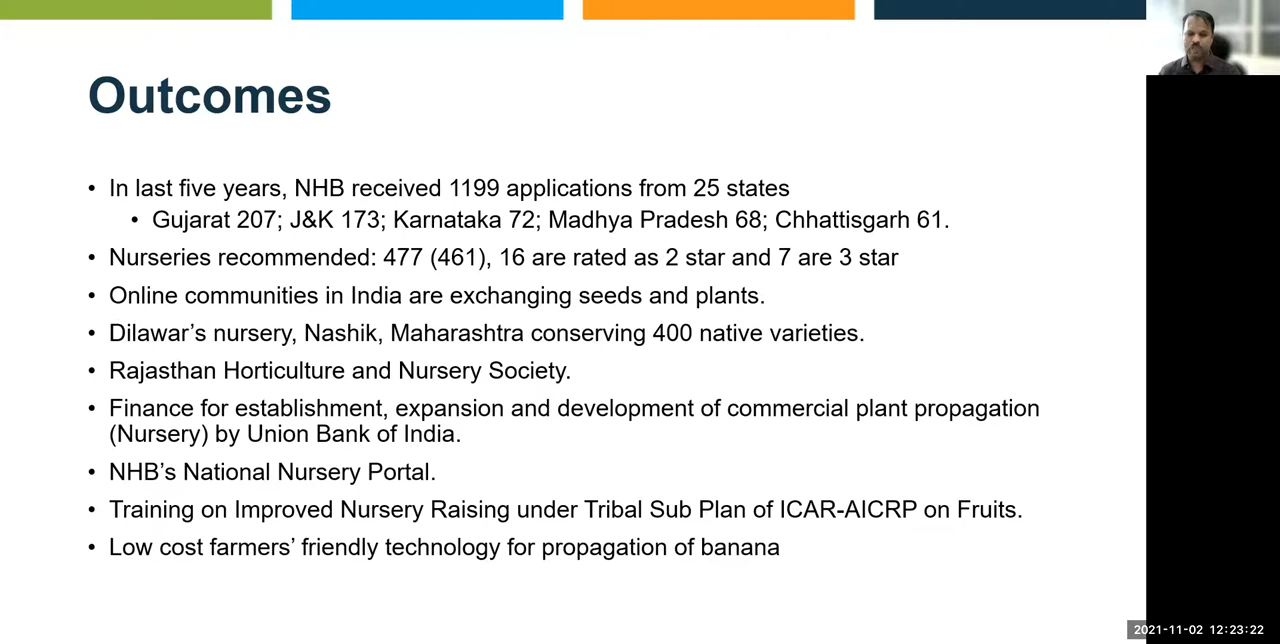 Outcomes
• In last five years, NHB received 1199 applications from 25 states
• Gujarat 207; J&K 173; Karnataka 72; Madhya Pradesh 68; Chhattisgarh 61.
• Nurseries recommended: 477 (461), 16 are rated as 2 star and 7 are 3 star
• Online communities in India are exchanging seeds and plants.
• Dilawar’s nursery, Nashik, Maharashtra conserving 400 native varieties.
• Rajasthan Horticulture and Nursery Society.
• Finance for establishment, expansion and development of commercial plant propagation
(Nursery) by Union Bank of India.
• NHB’s National Nursery Portal.
• Training on Improved Nursery Raising under Tribal Sub Plan of ICAR-AICRP on Fruits.
• Low cost farmers’ friendly technology for propagation of banana
2021-11-02 12:23:22